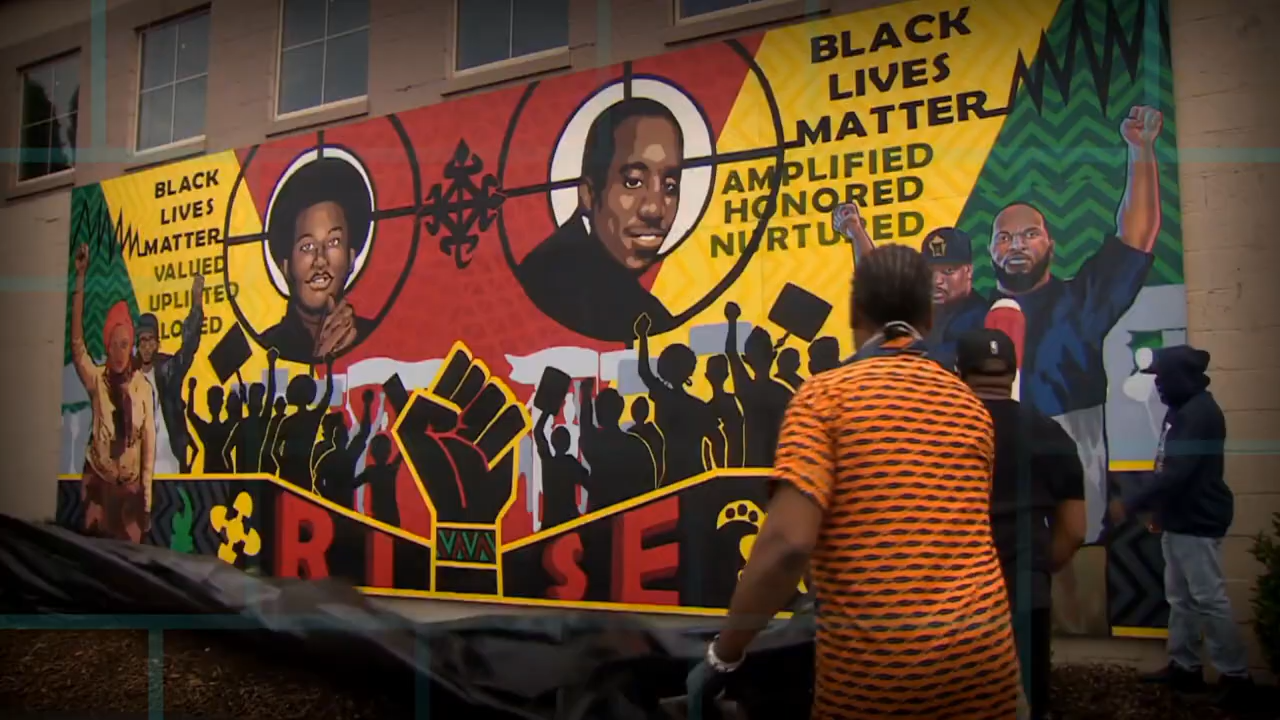 BLACK
LIVES
MATTER
VALUED
UPLIFTED
LOVED
BLACK
LIVES
MATTER
AMPLIFIED
HONORED
NURTURED
RISE